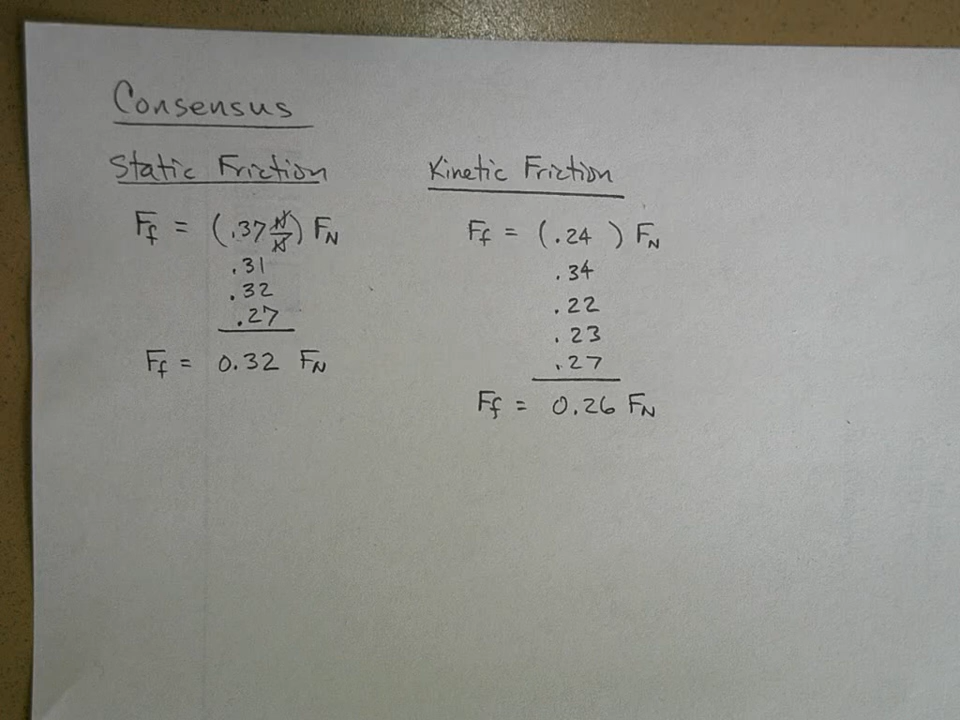 Consensus
Static Friction
Ff = (.37 N/N) FN
.31
.32
.27
Ff = 0.32 FN
Kinetic Friction
Ff = (.24 ) FN
.34
.22
.23
.27
Ff = 0.26 FN